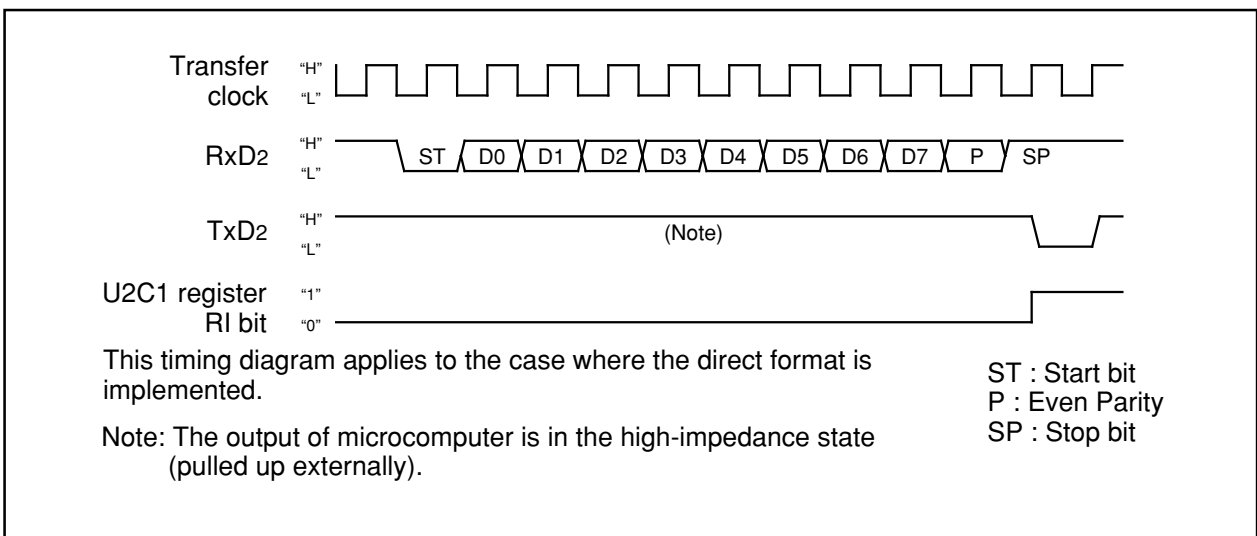 Transfer clock “H” “L”
RxD2 “H” “L” ST D0 D1 D2 D3 D4 D5 D6 D7 P SP
TxD2 “H” “L” (Note)
U2C1 register “1”
RI bit “0”
This timing diagram applies to the case where the direct format is
implemented.
Note: The output of microcomputer is in the high-impedance state
(pulled up externally).
ST : Start bit
P : Even Parity
SP : Stop bit